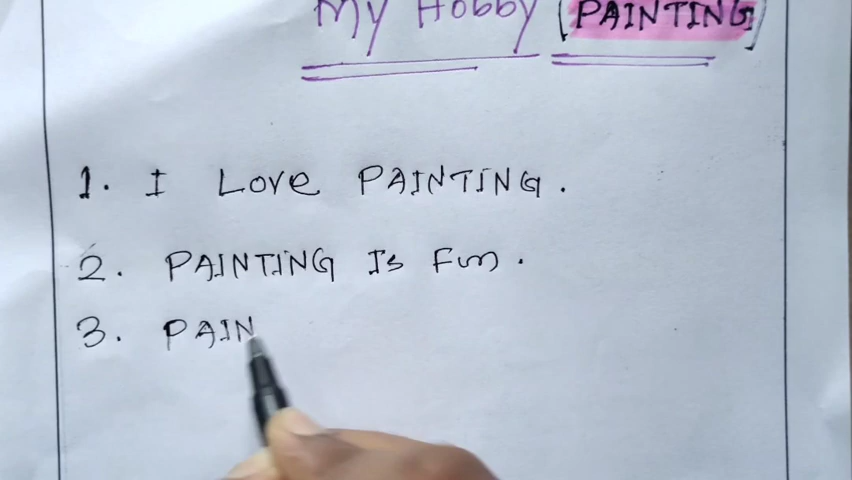 My Hobby (PAINTING)
1. I Love PAINTING.
2. PAINTING Is Fun.
3. PAIN